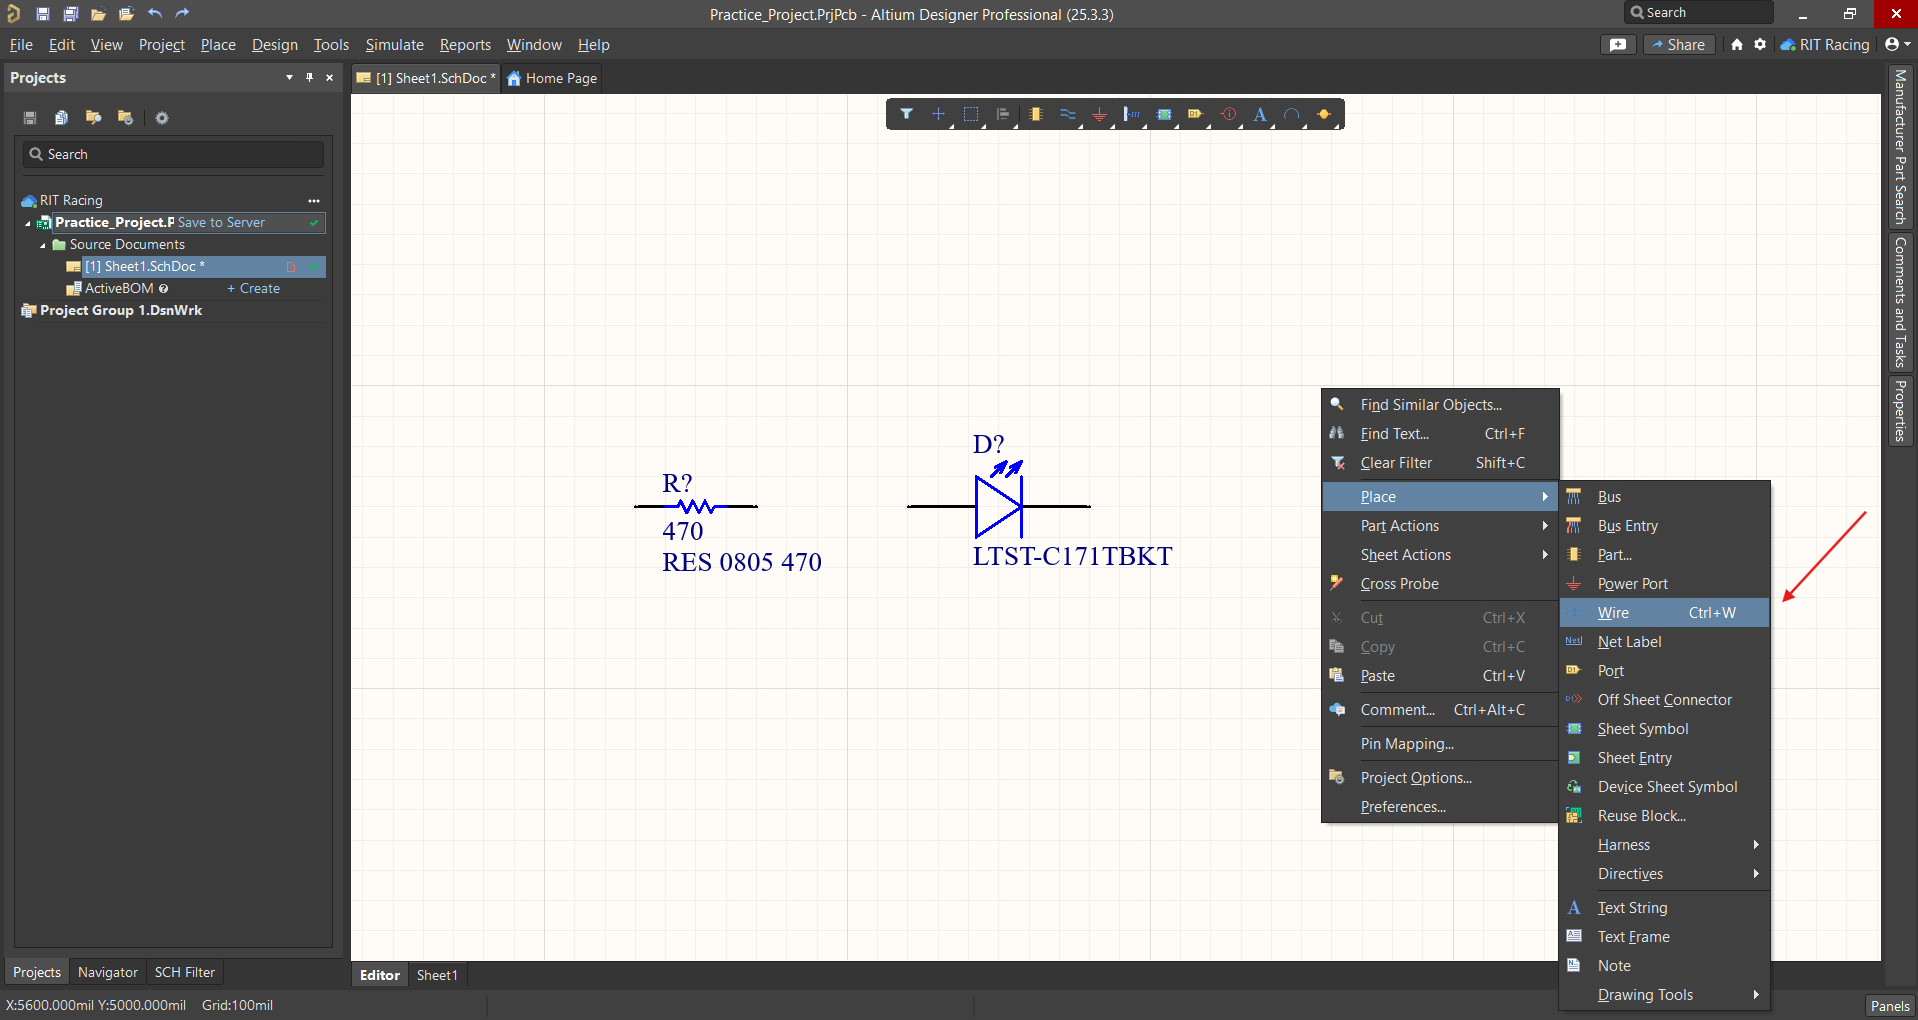 Practice_Project.PrjPcb - Altium Designer Professional (25.3.3)
Search
File Edit View Project Place Design Tools Simulate Reports Window Help
Share
RIT Racing
Projects
[1] Sheet1.SchDoc *
Home Page
Search
RIT Racing
Practice_Project.P Save to Server
Source Documents
[1] Sheet1.SchDoc *
ActiveBOM
+ Create
Project Group 1.DsnWrk
R?
470
RES 0805 470
D?
LTST-C171TBKT
Find Similar Objects...
Find Text... Ctrl+F
Clear Filter Shift+C
Place
Part Actions
Sheet Actions
Cross Probe
Cut Ctrl+X
Copy Ctrl+C
Paste Ctrl+V
Comment... Ctrl+Alt+C
Pin Mapping...
Project Options...
Preferences...
Bus
Bus Entry
Part...
Power Port
Wire Ctrl+W
Net Label
Port
Off Sheet Connector
Sheet Symbol
Sheet Entry
Device Sheet Symbol
Reuse Block...
Harness
Directives
Text String
Text Frame
Note
Drawing Tools
Manufacturer Part Search
Comments and Tasks
Properties
Projects Navigator SCH Filter
Editor Sheet1
X:5600.000mil Y:5000.000mil Grid:100mil
Panels